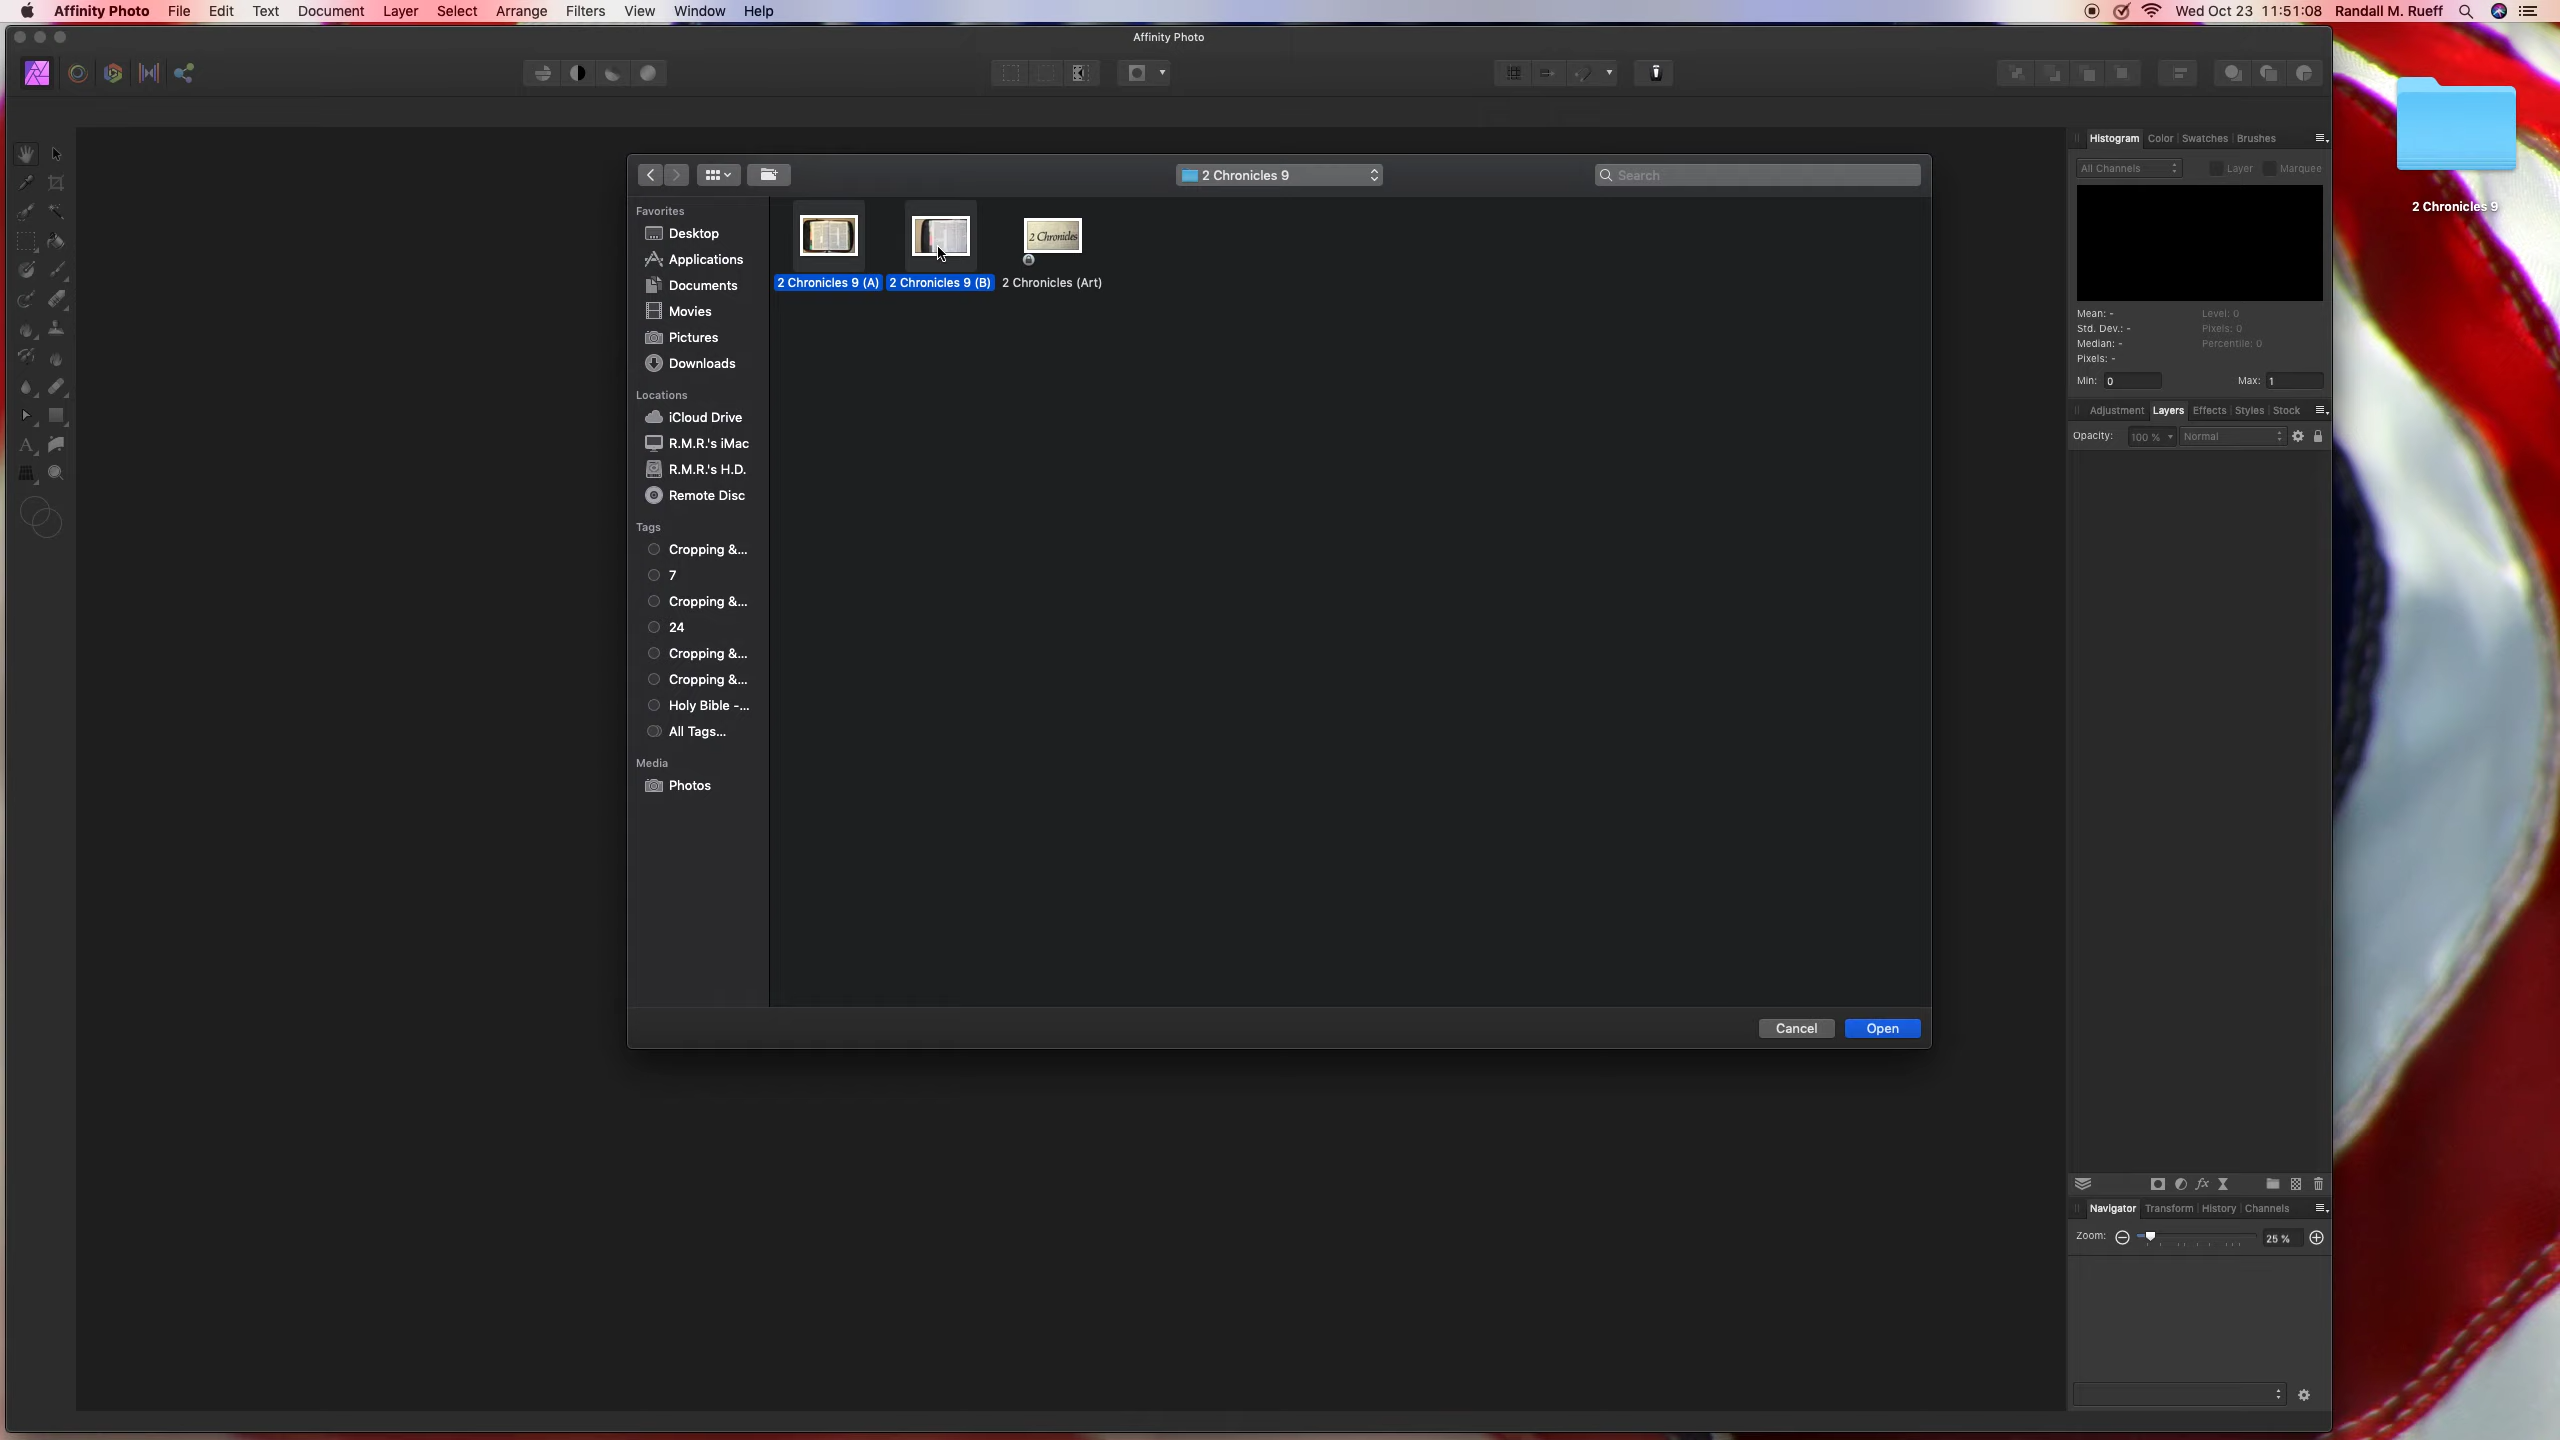 Affinity Photo File Edit Text Document Layer Select Arrange Filters View Window Help
Wed Oct 23 11:51:08 Randall M. Rueff
Affinity Photo
2 Chronicles 9
Search
Favorites
Desktop
Applications
Documents
Movies
Pictures
Downloads
Locations
iCloud Drive
R.M.R.'s iMac
R.M.R.'s H.D.
Remote Disc
Tags
Cropping &...
7
Cropping &...
24
Cropping &...
Cropping &...
Holy Bible -...
All Tags...
Media
Photos
2 Chronicles
2 Chronicles 9 (A) 2 Chronicles 9 (B) 2 Chronicles (Art)
Cancel Open
Histogram Color Swatches Brushes
All Channels Layer Marquee
Mean: - Level: 0
Std. Dev.: - Pixels: 0
Median: - Percentile: 0
Pixels: -
Min: 0 Max: 1
Adjustment Layers Effects Styles Stock
Opacity: 100 % Normal
fx
Navigator Transform History Channels
Zoom: 25 %
2 Chronicles 9